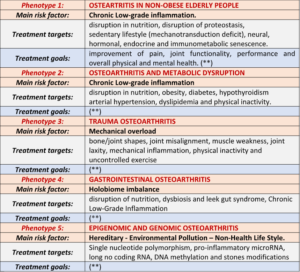 Phenotype 1: OSTEARTRITIS IN NON-OBESE ELDERLY PEOPLE
Main risk factor: Chronic Low-grade inflammation.
Treatment targets: disruption in nutrition, disruption of proteostasis,
sedentary lifestyle (mechanotransduction deficit), neural,
hormonal, endocrine and immunometabolic senescence.
Treatment goals: improvement of pain, joint functionality, performance and
overall physical and mental health. (**)
Phenotype 2: OSTEOARTHRITIS AND METABOLIC DYSRUPTION
Main risk factor: Chronic Low-grade inflammation
Treatment targets: disruption in nutrition, obesity, diabetes, hypothyroidism
arterial hypertension, dyslipidemia and physical inactivity.
Treatment goals: (**)
Phenotype 3: TRAUMA OSTEOARTHRITIS
Main risk factor: Mechanical overload
Treatment targets: bone/joint shapes, joint misalignment, muscle weakness, joint
laxity, mechanical inflammation, physical inactivity and
uncontrolled exercise
Treatment goals: (**)
Phenotype 4: GASTROINTESTINAL OSTEOARTHRITIS
Main risk factor: Holobiome imbalance
Treatment targets: disruption of nutrition, dysbiosis and leek gut syndrome, Chronic
Low-Grade Inflammation
Treatment goals: (**)
Phenotype 5: EPIGENOMIC AND GENOMIC OSTEOARTHRITIS
Main risk factor: Hereditary - Environmental Pollution – Non-Health Life Style.
Treatment targets: Single nucleotide polymorphism, pro-inflammatory microRNA,
long no coding RNA, DNA methylation and stones modifications
Treatment goals: (**)